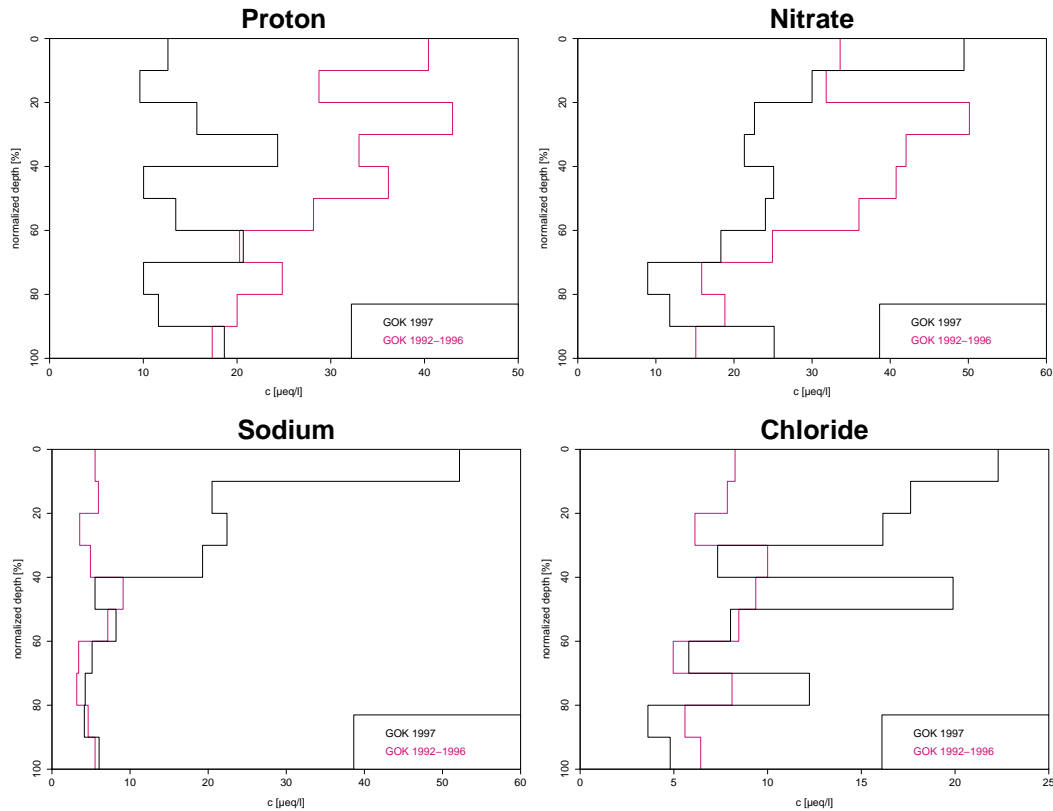 Proton
0
20
40
60
80
100
normalized depth [%]
GOK 1997
GOK 1992−1996
0 10 20 30 40 50
c [µeq/l]
Nitrate
0
20
40
60
80
100
normalized depth [%]
GOK 1997
GOK 1992−1996
0 10 20 30 40 50 60
c [µeq/l]
Sodium
0
20
40
60
80
100
normalized depth [%]
GOK 1997
GOK 1992−1996
0 10 20 30 40 50 60
c [µeq/l]
Chloride
0
20
40
60
80
100
normalized depth [%]
GOK 1997
GOK 1992−1996
0 5 10 15 20 25
c [µeq/l]